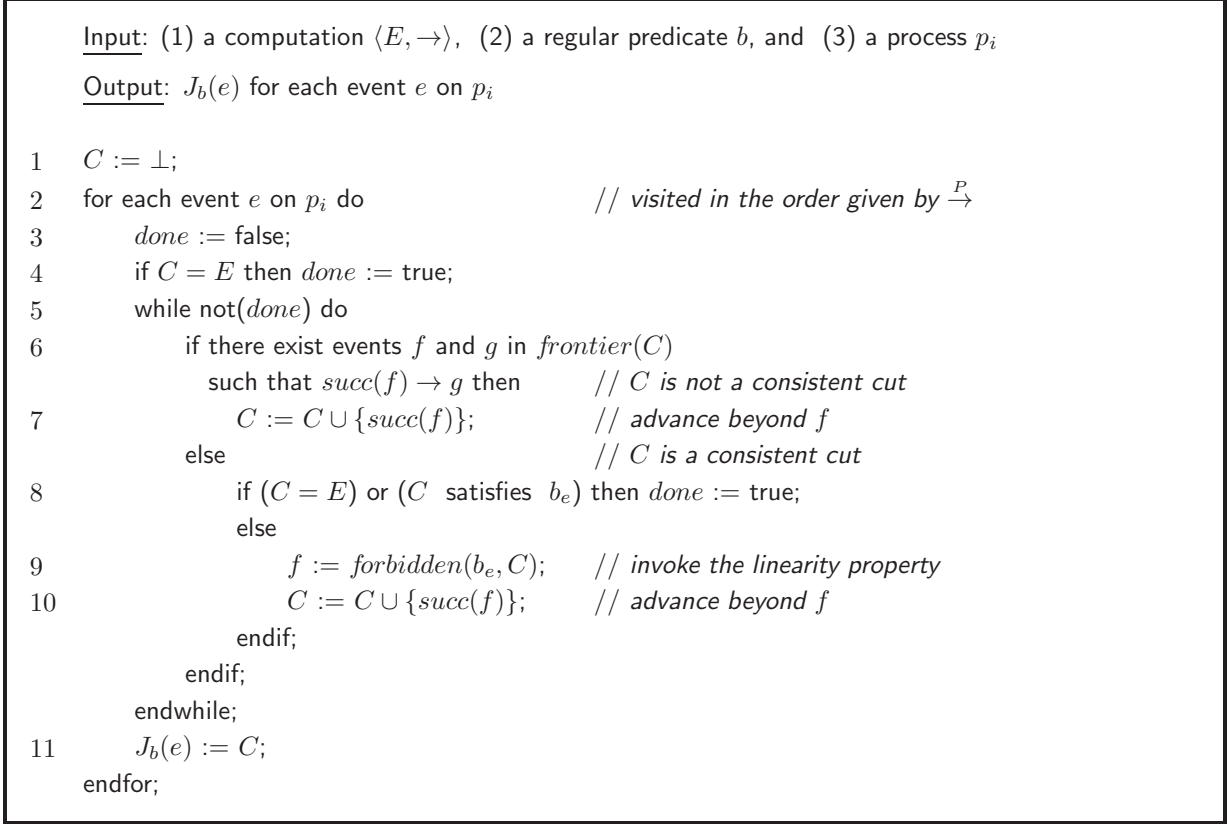 Input: (1) a computation ⟨E, →⟩, (2) a regular predicate b, and (3) a process p_i
Output: J_b(e) for each event e on p_i
1 C := ⊥;
2 for each event e on p_i do // visited in the order given by →^P
3 done := false;
4 if C = E then done := true;
5 while not(done) do
6 if there exist events f and g in frontier(C)
such that succ(f) → g then // C is not a consistent cut
7 C := C ∪ {succ(f)}; // advance beyond f
else // C is a consistent cut
8 if (C = E) or (C satisfies b_e) then done := true;
else
9 f := forbidden(b_e, C); // invoke the linearity property
10 C := C ∪ {succ(f)}; // advance beyond f
endif;
endif;
endwhile;
11 J_b(e) := C;
endfor;